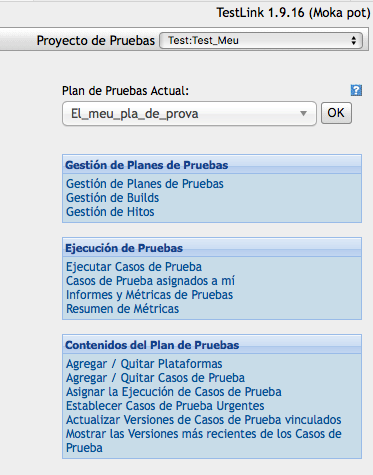 TestLink 1.9.16 (Moka pot)
Proyecto de Pruebas Test:Test_Meu
Plan de Pruebas Actual: ?
El_meu_pla_de_prova OK
Gestión de Planes de Pruebas
Gestión de Planes de Pruebas
Gestión de Builds
Gestión de Hitos
Ejecución de Pruebas
Ejecutar Casos de Prueba
Casos de Prueba asignados a mí
Informes y Métricas de Pruebas
Resumen de Métricas
Contenidos del Plan de Pruebas
Agregar / Quitar Plataformas
Agregar / Quitar Casos de Prueba
Asignar la Ejecución de Casos de Prueba
Establecer Casos de Prueba Urgentes
Actualizar Versiones de Casos de Prueba vinculados
Mostrar las Versiones más recientes de los Casos de
Prueba